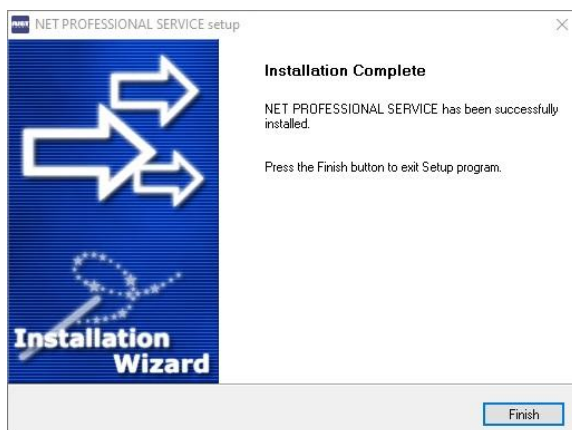 NET PROFESSIONAL SERVICE setup
Installation Complete
NET PROFESSIONAL SERVICE has been successfully
installed.
Press the Finish button to exit Setup program.
Installation
Wizard
Finish